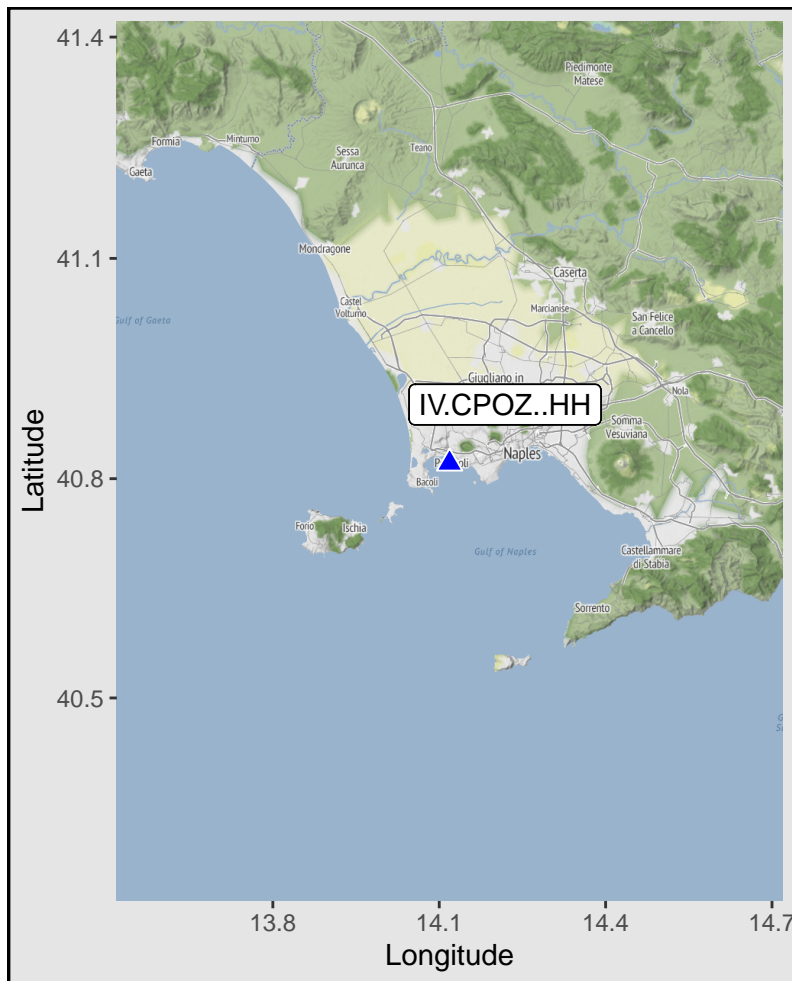 41.4
Piedimonte
Matese
Formia
Minturno
Sessa
Aurunca
Teano
Gaeta
41.1
Mondragone
Caserta
Castel
Volturno
Marcianise
Gulf of Gaeta
San Felice
a Cancello
Giugliano in
Nola
IV.CPOZ..HH
Somma
Vesuviana
Latitude
Naples
40.8
Bacoli
Forio
Ischia
Gulf of Naples
Castellammare
di Stabia
Sorrento
40.5
13.8
14.1
14.4
14.7
Longitude